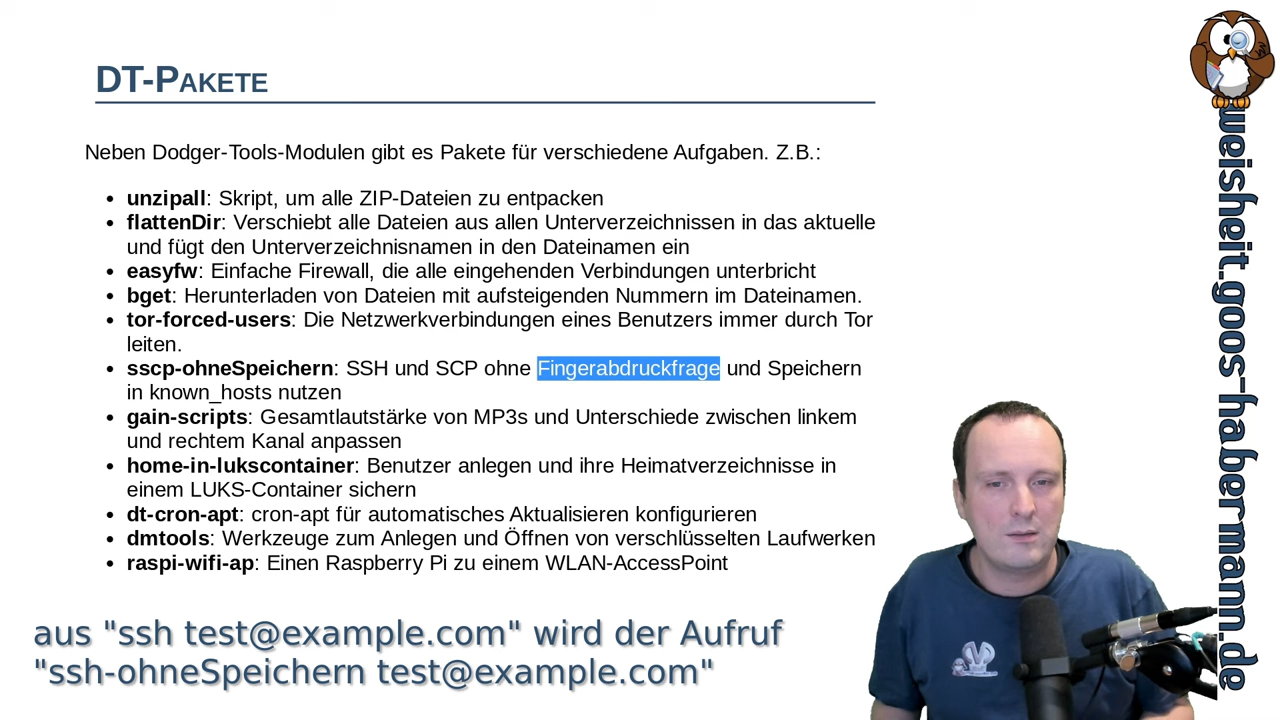 DT-Pakete
Neben Dodger-Tools-Modulen gibt es Pakete für verschiedene Aufgaben. Z.B.:
• unzipall: Skript, um alle ZIP-Dateien zu entpacken
• flattenDir: Verschiebt alle Dateien aus allen Unterverzeichnissen in das aktuelle
und fügt den Unterverzeichnisnamen in den Dateinamen ein
• easyfw: Einfache Firewall, die alle eingehenden Verbindungen unterbricht
• bget: Herunterladen von Dateien mit aufsteigenden Nummern im Dateinamen.
• tor-forced-users: Die Netzwerkverbindungen eines Benutzers immer durch Tor
leiten.
• sscp-ohneSpeichern: SSH und SCP ohne Fingerabdruckfrage und Speichern
in known_hosts nutzen
• gain-scripts: Gesamtlautstärke von MP3s und Unterschiede zwischen linkem
und rechtem Kanal anpassen
• home-in-lukscontainer: Benutzer anlegen und ihre Heimatverzeichnisse in
einem LUKS-Container sichern
• dt-cron-apt: cron-apt für automatisches Aktualisieren konfigurieren
• dmtools: Werkzeuge zum Anlegen und Öffnen von verschlüsselten Laufwerken
• raspi-wifi-ap: Einen Raspberry Pi zu einem WLAN-AccessPoint
aus "ssh test@example.com" wird der Aufruf
"ssh-ohneSpeichern test@example.com"
weisheit.goos-habermann.de